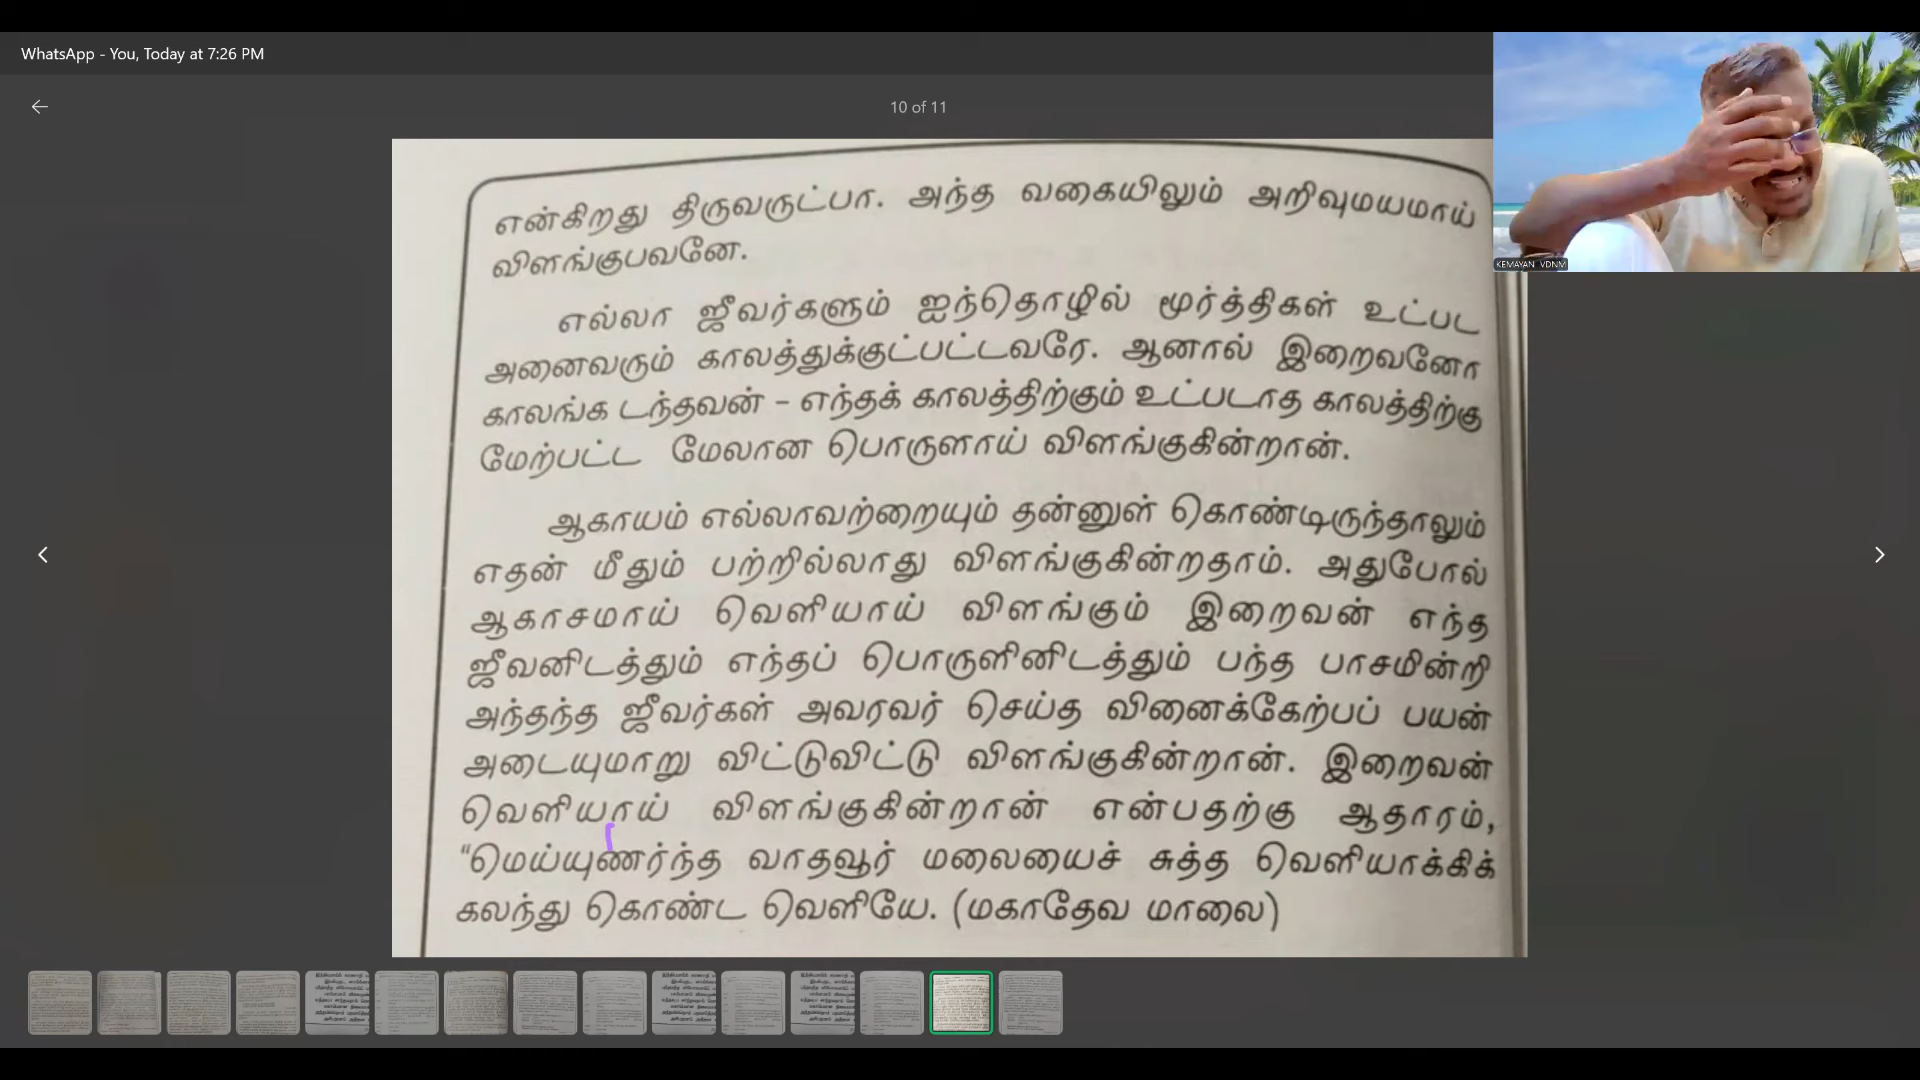 WhatsApp - You, Today at 7:26 PM
10 of 11
என்கிறது திருவருட்பா. அந்த வகையிலும் அறிவுமயமாய்
விளங்குபவனே.
எல்லா ஜீவர்களும் ஐந்தொழில் மூர்த்திகள் உட்பட
அனைவரும் காலத்துக்குட்பட்டவரே. ஆனால் இறைவனோ
காலங்க டந்தவன் – எந்தக் காலத்திற்கும் உட்படாத காலத்திற்கு
மேற்பட்ட மேலான பொருளாய் விளங்குகின்றான்.
ஆகாயம் எல்லாவற்றையும் தன்னுள் கொண்டிருந்தாலும்
எதன் மீதும் பற்றில்லாது விளங்குகின்றதாம். அதுபோல்
ஆகாசமாய் வெளியாய் விளங்கும் இறைவன் எந்த
ஜீவனிடத்தும் எந்தப் பொருளினிடத்தும் பந்த பாசமின்றி
அந்தந்த ஜீவர்கள் அவரவர் செய்த வினைக்கேற்பப் பயன்
அடையுமாறு விட்டுவிட்டு விளங்குகின்றான். இறைவன்
வெளியாய் விளங்குகின்றான் என்பதற்கு ஆதாரம்,
“மெய்யுணர்ந்த வாதவூர் மலையைச் சுத்த வெளியாக்கிக்
கலந்து கொண்ட வெளியே. (மகாதேவ மாலை)
KEMAYAN VDNM